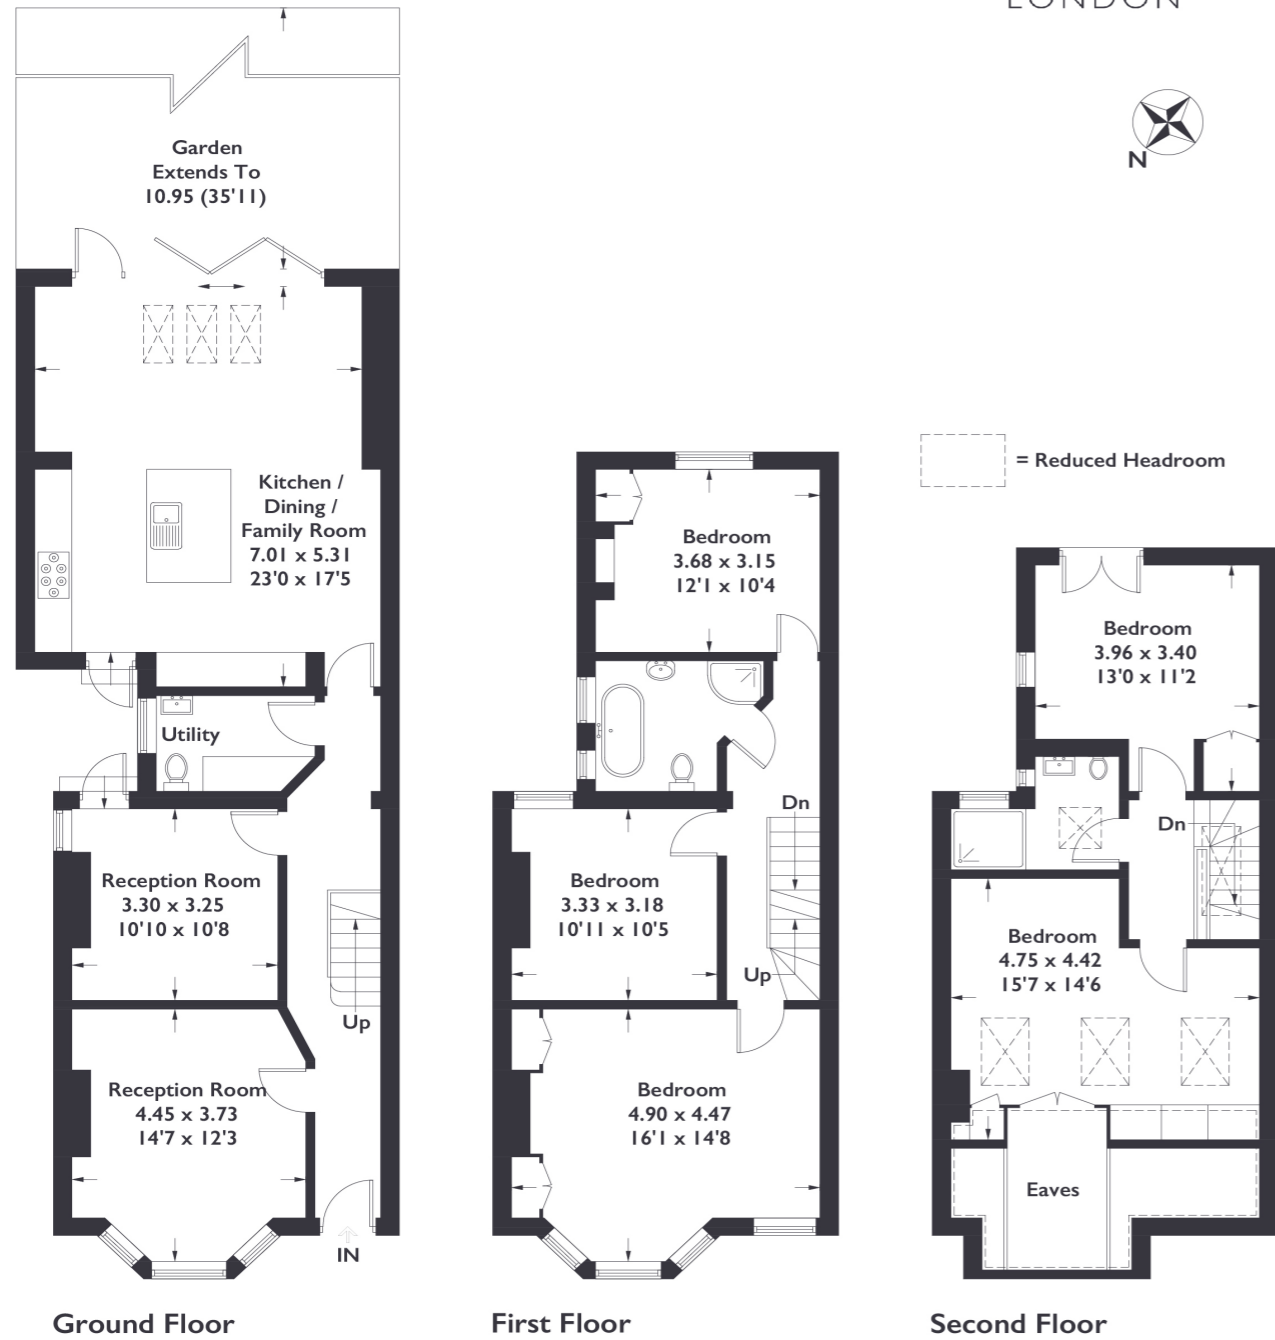 LONDON
N
Garden
Extends To
10.95 (35'11)
Kitchen /
Dining /
Family Room
7.01 x 5.31
23'0 x 17'5
Utility
Reception Room
3.30 x 3.25
10'10 x 10'8
Up
Reception Room
4.45 x 3.73
14'7 x 12'3
IN
Ground Floor
Bedroom
3.68 x 3.15
12'1 x 10'4
Dn
Bedroom
3.33 x 3.18
10'11 x 10'5
Up
Bedroom
4.90 x 4.47
16'1 x 14'8
First Floor
= Reduced Headroom
Bedroom
3.96 x 3.40
13'0 x 11'2
Dn
Bedroom
4.75 x 4.42
15'7 x 14'6
Eaves
Second Floor